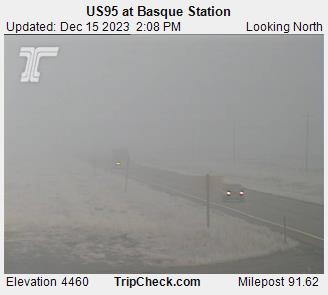 US95 at Basque Station
Updated: Dec 15 2023 2:08 PM Looking North
Elevation 4460 TripCheck.com Milepost 91.62